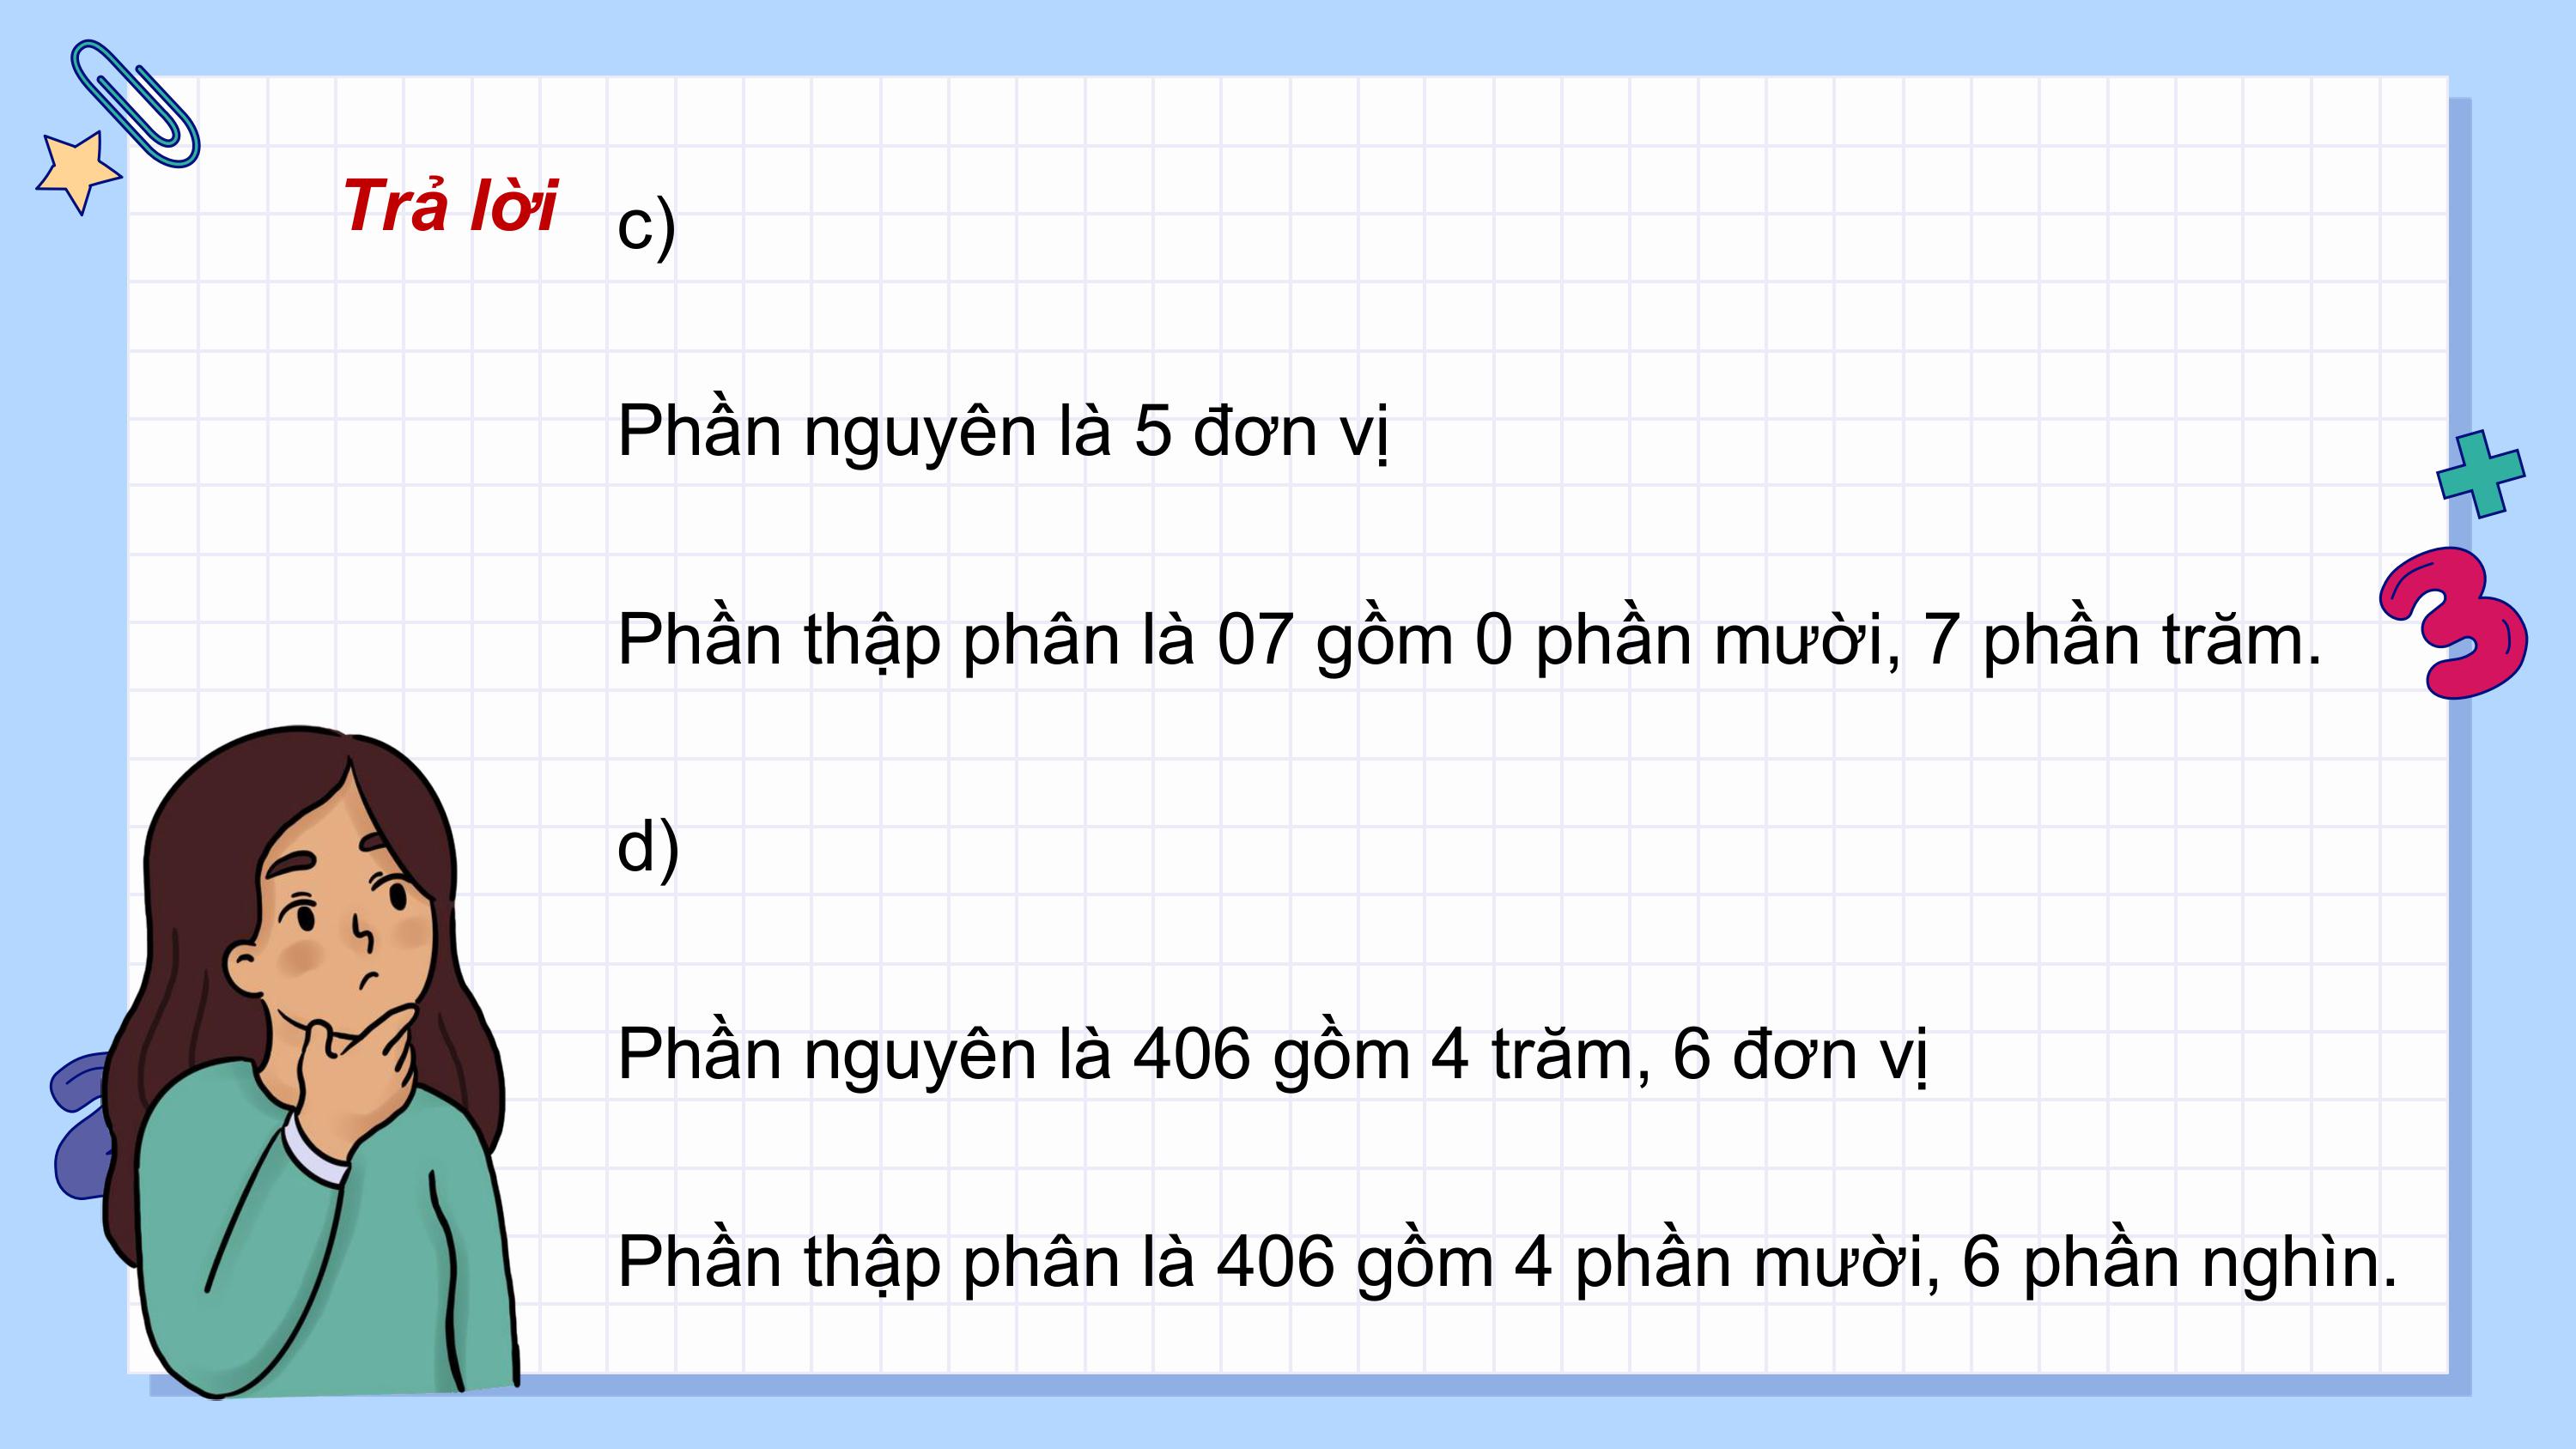 Trả lời
c)
Phần nguyên là 5 đơn vị
Phần thập phân là 07 gồm 0 phần mười, 7 phần trăm.
3
d)
Phần nguyên là 406 gồm 4 trăm, 6 đơn vị
Phần thập phân là 406 gồm 4 phần mười, 6 phần nghìn.